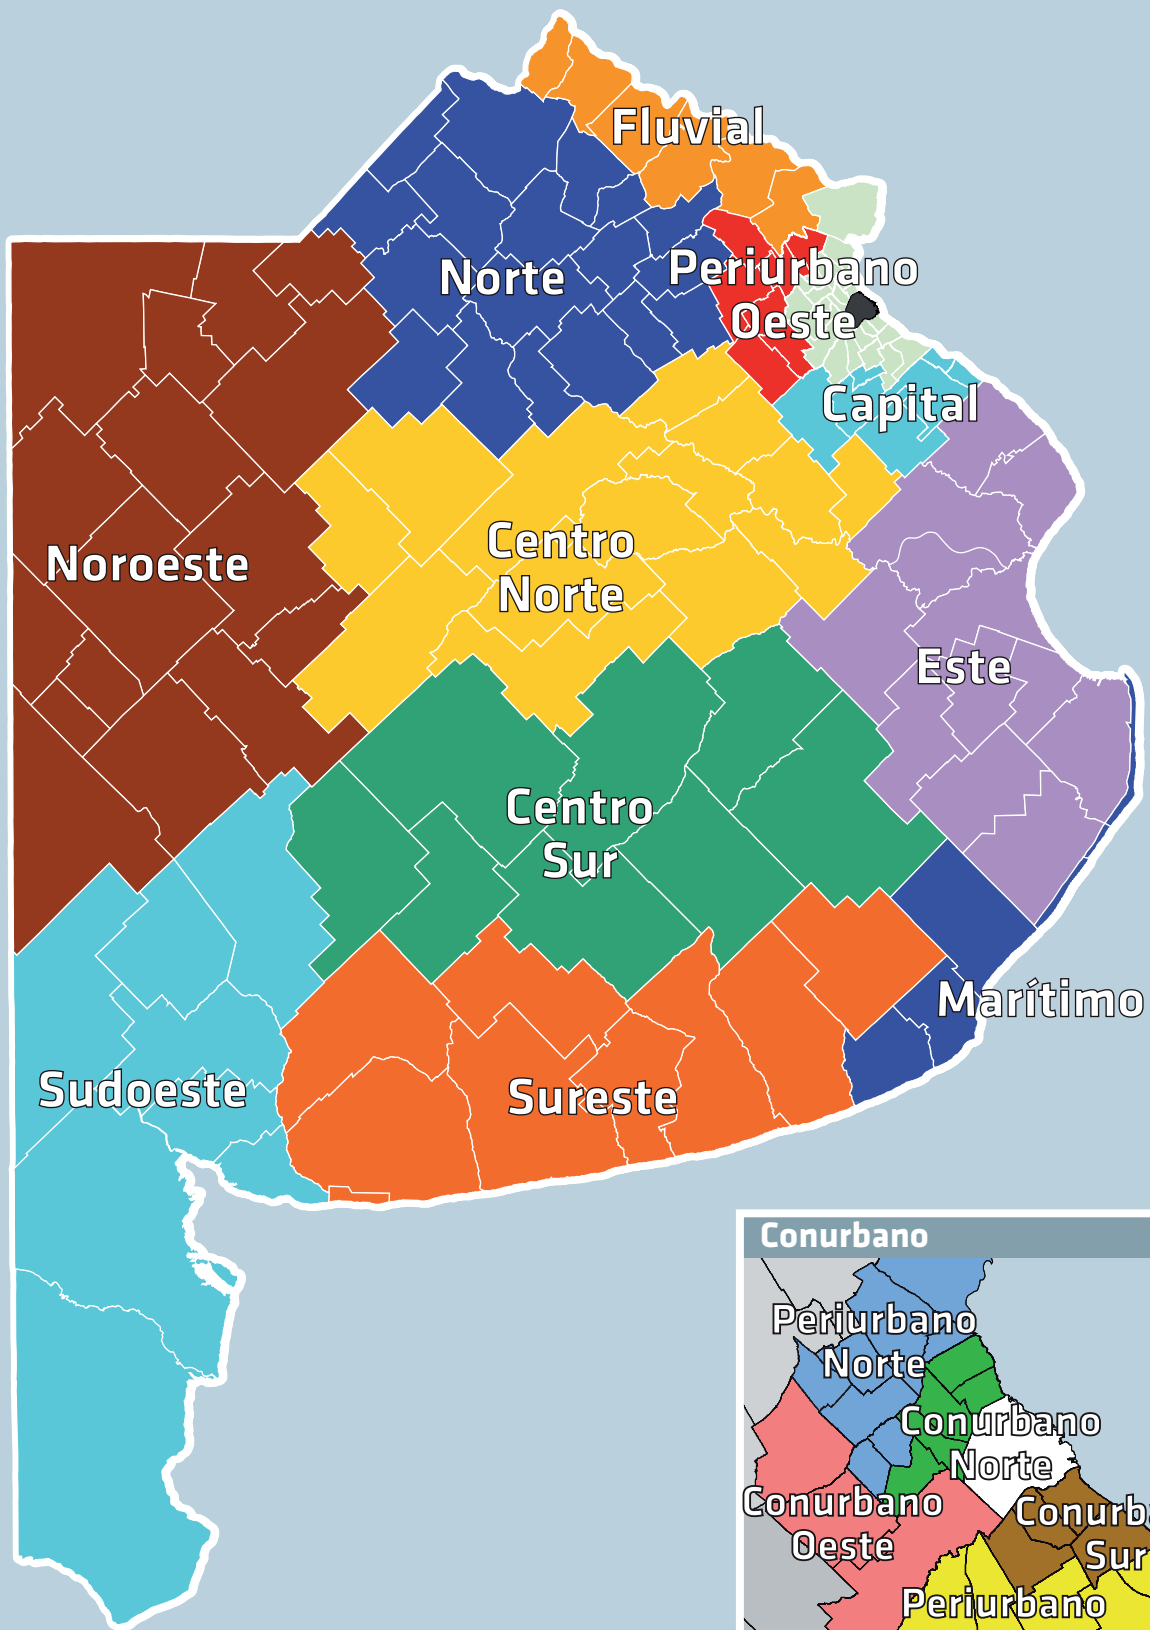 Fluvial
Norte
Periurbano
Oeste
Capital
Noroeste
Centro
Norte
Este
Centro
Sur
Marítimo
Sudoeste
Sureste
Conurbano
Periurbano
Norte
Conurbano
Norte
Conurbano
Oeste
Conurba
Sur
Periurbano